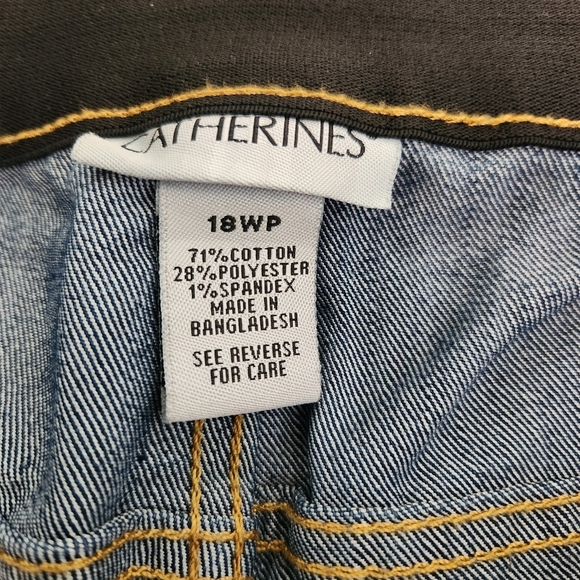 CATHERINES
18WP
71%COTTON
28%POLYESTER
1%SPANDEX
MADE IN
BANGLADESH
SEE REVERSE
FOR CARE